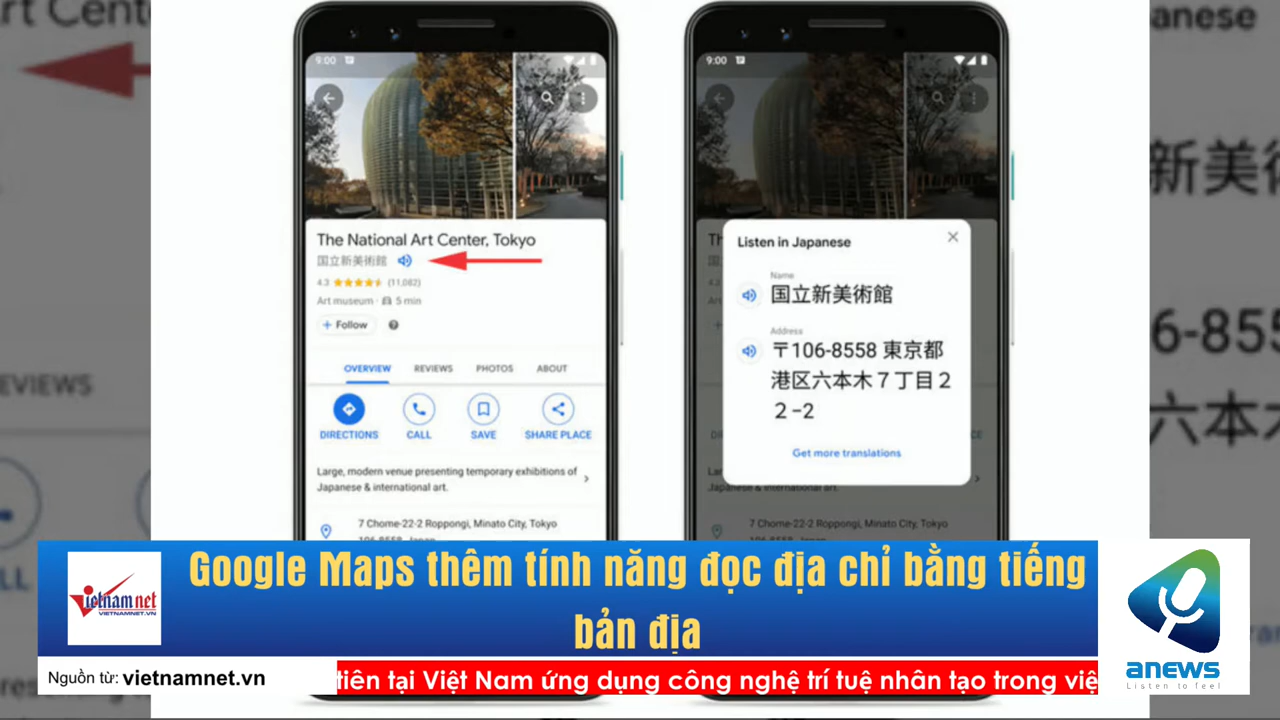 9:00
The National Art Center, Tokyo
国立新美術館
4.3 (11,082)
Art museum · 5 min
+ Follow
OVERVIEW REVIEWS PHOTOS ABOUT
DIRECTIONS CALL SAVE SHARE PLACE
Large, modern venue presenting temporary exhibitions of
Japanese & international art.
7 Chome-22-2 Roppongi, Minato City, Tokyo
9:00
Listen in Japanese
Name
国立新美術館
Address
〒106-8558 東京都
港区六本木７丁目２
２−2
Get more translations
7 Chome-22-2 Roppongi, Minato City, Tokyo
Google Maps thêm tính năng đọc địa chỉ bằng tiếng
bản địa
Vietnamnet
VIETNAMNET.VN
Nguồn từ: vietnamnet.vn
tiên tại Việt Nam ứng dụng công nghệ trí tuệ nhân tạo trong việ
anews
Listen to feel